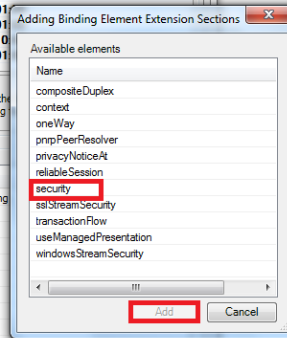 Adding Binding Element Extension Sections
Available elements
Name
compositeDuplex
context
oneWay
pnrpPeerResolver
privacyNoticeAt
reliableSession
security
sslStreamSecurity
transactionFlow
useManagedPresentation
windowsStreamSecurity
Add
Cancel